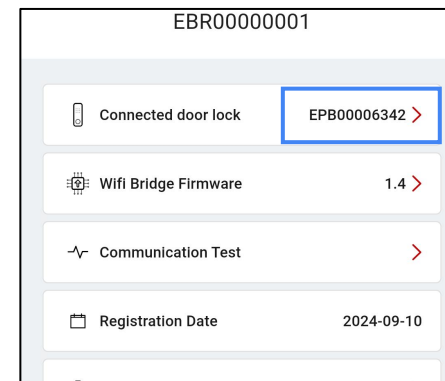 EBR00000001
Connected door lock EPB00006342
Wifi Bridge Firmware 1.4
Communication Test
Registration Date 2024-09-10